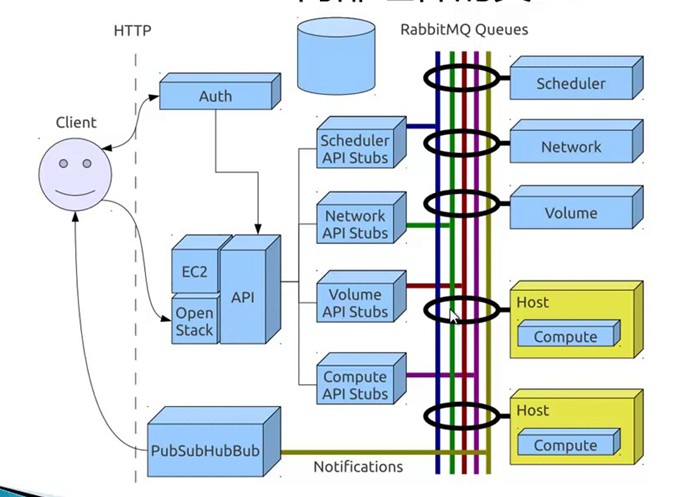 HTTP
RabbitMQ Queues
Auth
Scheduler
Client
Scheduler
API Stubs
Network
Network
API Stubs
Volume
EC2
API
Open
Stack
Volume
API Stubs
Host
Compute
Compute
API Stubs
Host
Compute
PubSubHubBub
Notifications